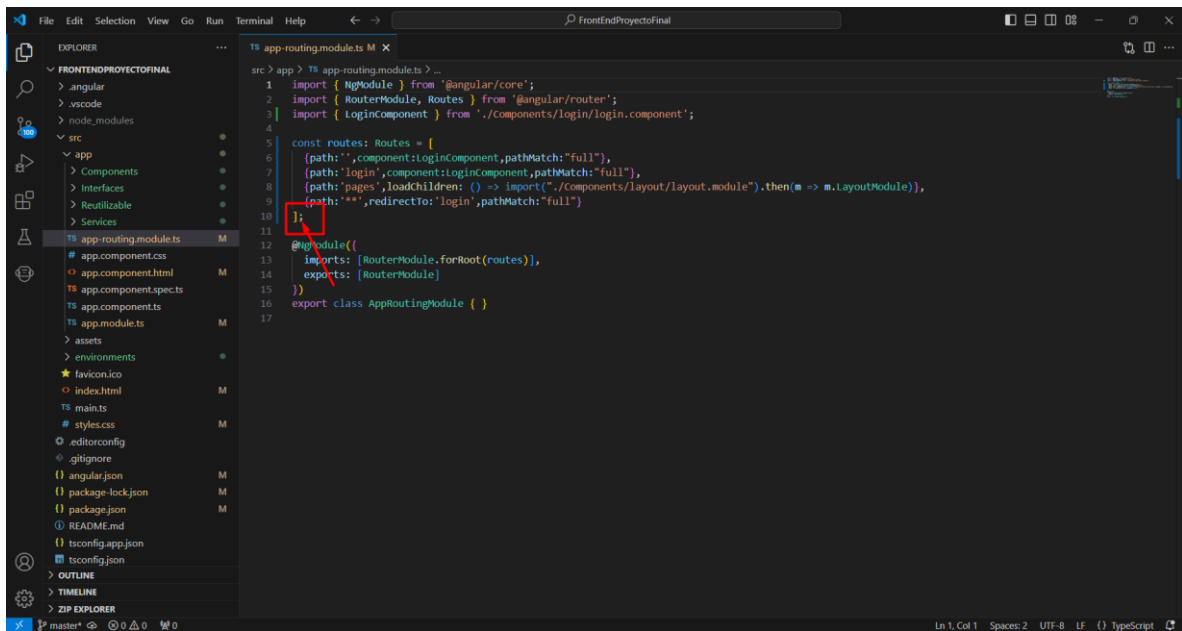 File Edit Selection View Go Run Terminal Help
FrontEndProyectoFinal
EXPLORER
FRONTENDPROYECTOFINAL
.angular
.vscode
node_modules
src
app
Components
Interfaces
Reutilizable
Services
TS app-routing.module.ts M
# app.component.css
app.component.html M
TS app.component.spec.ts
TS app.component.ts
TS app.module.ts M
assets
environments
favicon.ico
index.html M
TS main.ts
# styles.css M
.editorconfig
.gitignore
{} angular.json M
{} package-lock.json M
{} package.json M
README.md
{} tsconfig.app.json
tsconfig.json
OUTLINE
TIMELINE
ZIP EXPLORER
100
TS app-routing.module.ts M
src > app > TS app-routing.module.ts > ...
1 import { NgModule } from '@angular/core';
2 import { RouterModule, Routes } from '@angular/router';
3 import { LoginComponent } from './Components/login/login.component';
4
5 const routes: Routes = [
6 {path:'',component:LoginComponent,pathMatch:"full"},
7 {path:'login',component:LoginComponent,pathMatch:"full"},
8 {path:'pages',loadChildren: () => import("./Components/layout/layout.module").then(m => m.LayoutModule)},
9 {path:'**',redirectTo:'login',pathMatch:"full"}
10 ];
11
12 @NgModule({
13 imports: [RouterModule.forRoot(routes)],
14 exports: [RouterModule]
15 })
16 export class AppRoutingModule { }
17
master* 0 0 0
Ln 1, Col 1 Spaces: 2 UTF-8 LF {} TypeScript